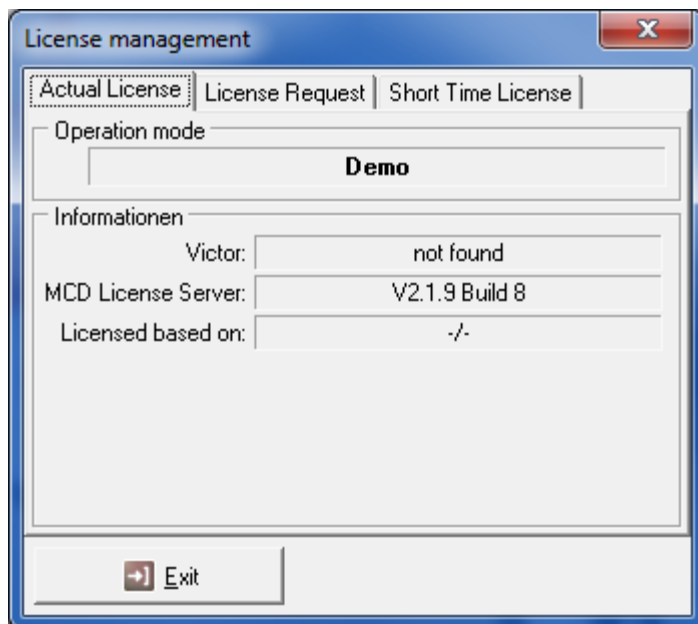 License management
Actual License License Request Short Time License
Operation mode
Demo
Informationen
Victor: not found
MCD License Server: V2.1.9 Build 8
Licensed based on: -/-
Exit